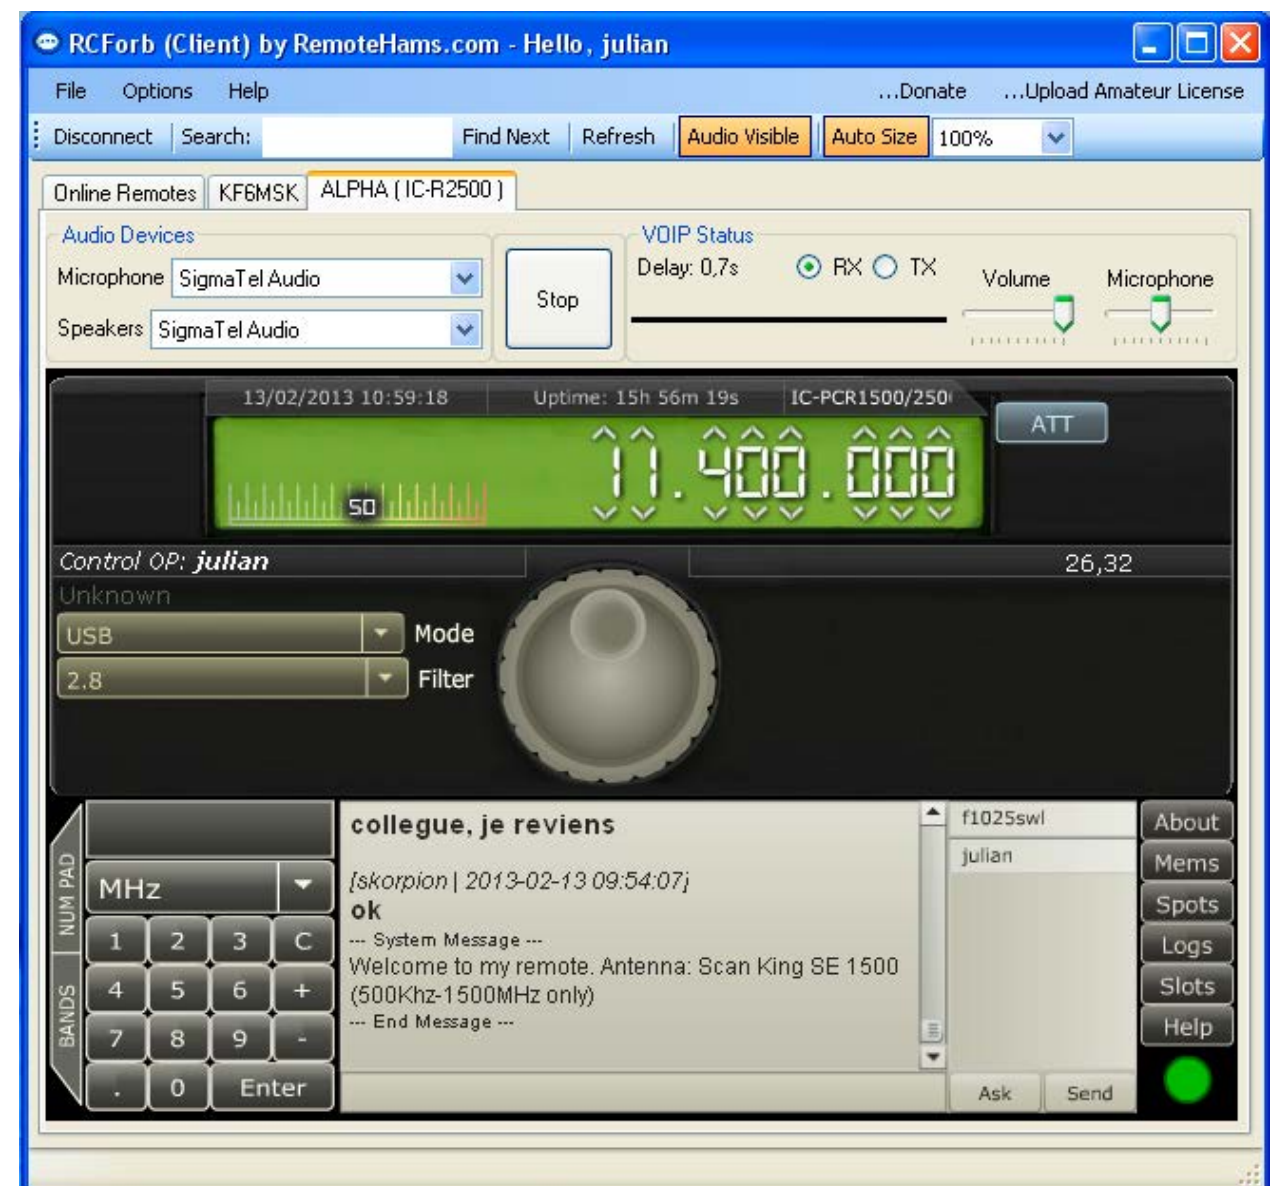 RCForb (Client) by RemoteHams.com - Hello, julian
File Options Help ...Donate ...Upload Amateur License
Disconnect Search: Find Next Refresh Audio Visible Auto Size 100%
Online Remotes KF6MSK ALPHA ( IC-R2500 )
Audio Devices VOIP Status
Microphone SigmaTel Audio Stop Delay: 0,7s RX TX Volume Microphone
Speakers SigmaTel Audio
13/02/2013 10:59:18 Uptime: 15h 56m 19s IC-PCR1500/250
ATT
11.400.000
S0
Control OP: julian 26,32
Unknown
USB Mode
2.8 Filter
NUM PAD
BANDS
MHz
1 2 3 C
4 5 6 +
7 8 9 -
. 0 Enter
collegue, je reviens
[skorpion | 2013-02-13 09:54:07]
ok
--- System Message ---
Welcome to my remote. Antenna: Scan King SE 1500
(500Khz-1500MHz only)
--- End Message ---
f1025swl
julian
Ask Send
About
Mems
Spots
Logs
Slots
Help